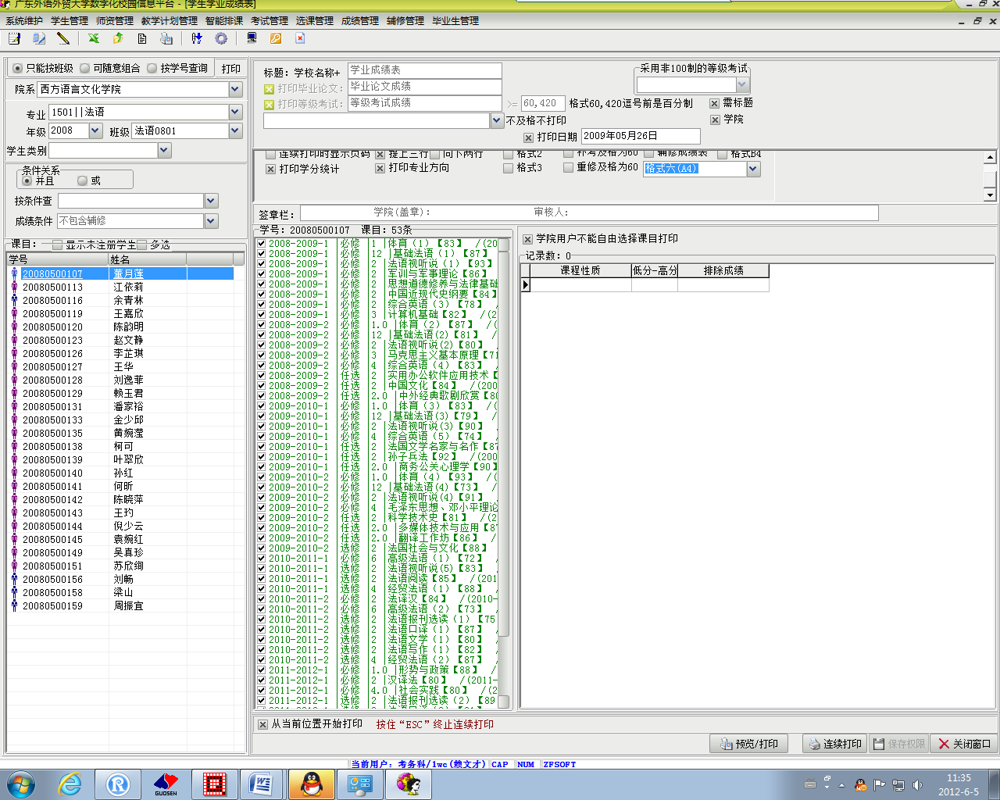 广东外语外贸大学数字化校园信息平台 - [学生学业成绩表]
系统维护 学生管理 师资管理 教学计划管理 智能排课 考试管理 选课管理 成绩管理 辅修管理 毕业生管理
只能按班级 可随意组合 按学号查询 打印
院系 西方语言文化学院
专业 1501||法语
年级 2008 班级 法语0801
学生类别
条件关系
并且 或
按条件查
成绩条件 不包含辅修
课目: 显示未注册学生 多选
学号 姓名
20080500107 董月莲
20080500113 江依莉
20080500116 余青林
20080500119 王嘉欣
20080500120 陈韵明
20080500123 赵文静
20080500126 李芷琪
20080500127 王华
20080500128 刘逸菲
20080500129 赖玉君
20080500131 潘家裕
20080500133 金少邱
20080500135 黄婉滢
20080500138 柯可
20080500139 叶翠欣
20080500140 孙红
20080500141 何昕
20080500142 陈晓萍
20080500143 王玓
20080500144 倪少云
20080500145 袁婉红
20080500149 吴真珍
20080500151 苏欣绹
20080500156 刘畅
20080500158 梁山
20080500159 周振宜
标题: 学校名称+ 学业成绩表
打印毕业论文: 毕业论文成绩
打印等级考试: 等级考试成绩 >= 60,420 格式60,420逗号前是百分制
采用非100制的等级考试
需标题
不及格不打印
学院
打印日期 2009年05月26日
连续打印时显示页码 提上三行 向下两行 格式2 补考及格为60 辅修成绩表 格式B4
打印学分统计 打印专业方向 格式3 重修及格为60 格式六(A4)
签章栏: 学院(盖章): 审核人:
学号: 20080500107 课目: 53条
2008-2009-1 |必修 |1 |体育（1）【83】 /(20
2008-2009-1 |必修 |12 |基础法语（1）【87】
2008-2009-1 |必修 |2 |法语视听说（1）【93】
2008-2009-1 |必修 |2 |军训与军事理论【86】
2008-2009-1 |必修 |2 |思想道德修养与法律基础
2008-2009-1 |必修 |2 |中国近现代史纲要【84】
2008-2009-1 |必修 |2 |综合英语（3）【78】 /
2008-2009-1 |必修 |3 |计算机基础【82】 /(2
2008-2009-2 |必修 |1.0 |体育（2）【87】 /(
2008-2009-2 |必修 |12 |基础法语(2)【81】 /
2008-2009-2 |必修 |2 |法语视听说(2)【80】 /
2008-2009-2 |必修 |3 |马克思主义基本原理【71
2008-2009-2 |必修 |4 |综合英语（4）【83】 /
2008-2009-2 |任选 |2 |实用办公软件应用技术【
2008-2009-2 |任选 |2 |中国文化【84】 /(200
2008-2009-2 |任选 |2.0 |中外经典歌剧欣赏【80
2009-2010-1 |必修 |1.0 |体育（3）【83】 /(
2009-2010-1 |必修 |12 |基础法语(3)【79】 /
2009-2010-1 |必修 |2 |法语视听说(3)【90】 /
2009-2010-1 |必修 |4 |综合英语（5）【74】 /
2009-2010-1 |任选 |2 |法国文学名家与名作【87
2009-2010-1 |任选 |2 |孙子兵法【92】 /(200
2009-2010-1 |任选 |2.0 |商务公关心理学【90】
2009-2010-2 |必修 |1.0 |体育（4）【93】 /(
2009-2010-2 |必修 |12 |基础法语(4)【73】 /
2009-2010-2 |必修 |2 |法语视听说(4)【91】 /
2009-2010-2 |必修 |4 |毛泽东思想、邓小平理论
2009-2010-2 |任选 |2 |科学技术史【81】 /(2
2009-2010-2 |任选 |2.0 |多媒体技术与应用【87
2009-2010-2 |任选 |2.0 |翻译工作坊【86】 /(
2009-2010-2 |选修 |2 |法国社会与文化【88】
2010-2011-1 |必修 |6 |高级法语（1）【72】 /
2010-2011-1 |选修 |2 |法语视听说(5)【83】 /
2010-2011-1 |选修 |2 |法语阅读【85】 /(201
2010-2011-1 |选修 |4 |经贸法语（1）【88】 /
2010-2011-2 |必修 |2 |法译汉【84】 /(2010-
2010-2011-2 |必修 |6 |高级法语（2）【73】 /
2010-2011-2 |选修 |2 |法语报刊选读（1）【75
2010-2011-2 |选修 |2 |法语口译（1）【87】 /
2010-2011-2 |选修 |2 |法语文学（1）【80】 /
2010-2011-2 |选修 |2 |法语写作（1）【82】 /
2010-2011-2 |选修 |4 |经贸法语（2）【87】 /
2011-2012-1 |必修 |1.0 |形势与政策【88】 /
2011-2012-1 |必修 |2 |汉译法【80】 /(2011-
2011-2012-1 |必修 |4.0 |社会实践【80】 /(2
2011-2012-1 |选修 |2 |法语报刊选读（2）【89
学院用户不能自由选择课目打印
记录数: 0
课程性质 低分-高分 排除成绩
从当前位置开始打印 按住“ESC”终止连续打印
预览/打印 连续打印 保存权限 关闭窗口
当前用户: 考务科/lwc(赖文才) CAP NUM ZFSOFT
GUOSEN
11:35
2012-6-5